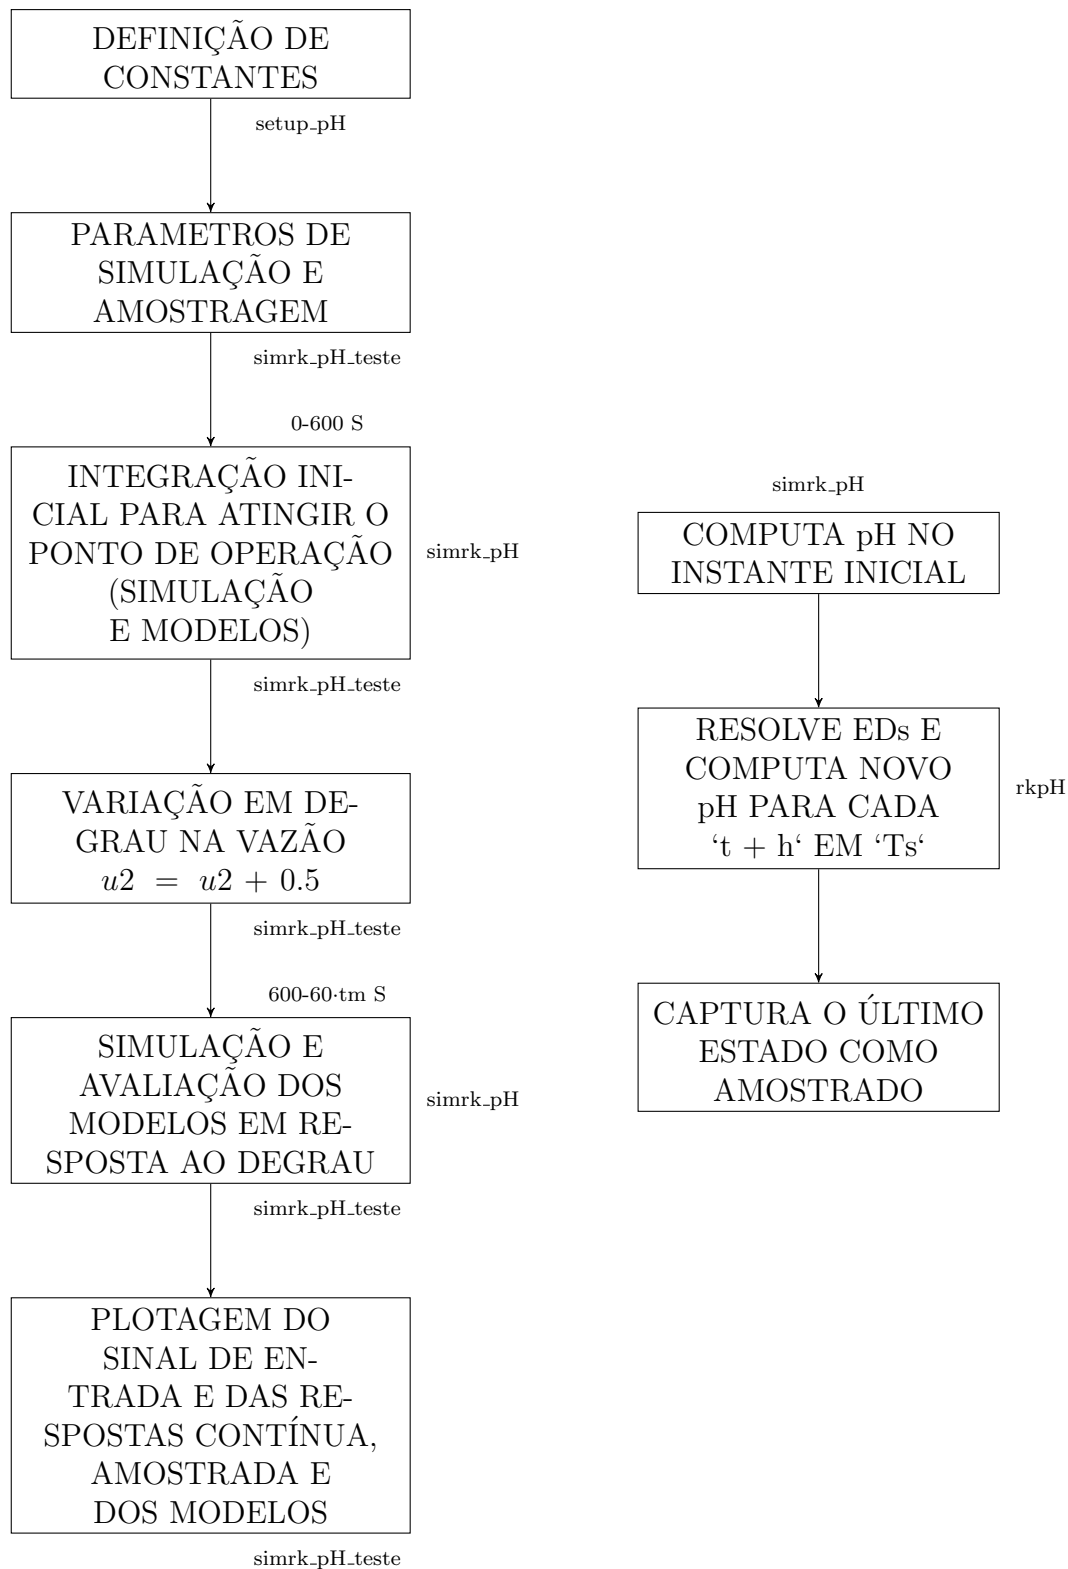 DEFINIÇÃO DE
CONSTANTES
setup_pH
PARAMETROS DE
SIMULAÇÃO E
AMOSTRAGEM
simrk_pH_teste
0-600 S
INTEGRAÇÃO INI-
CIAL PARA ATINGIR O
PONTO DE OPERAÇÃO
(SIMULAÇÃO
E MODELOS)
simrk_pH
simrk_pH_teste
VARIAÇÃO EM DE-
GRAU NA VAZÃO
u2 = u2 + 0.5
simrk_pH_teste
600-60·tm S
SIMULAÇÃO E
AVALIAÇÃO DOS
MODELOS EM RE-
SPOSTA AO DEGRAU
simrk_pH
simrk_pH_teste
PLOTAGEM DO
SINAL DE EN-
TRADA E DAS RE-
SPOSTAS CONTÍNUA,
AMOSTRADA E
DOS MODELOS
simrk_pH_teste
simrk_pH
COMPUTA pH NO
INSTANTE INICIAL
RESOLVE EDs E
COMPUTA NOVO
pH PARA CADA
‘t + h‘ EM ‘Ts‘
rkpH
CAPTURA O ÚLTIMO
ESTADO COMO
AMOSTRADO